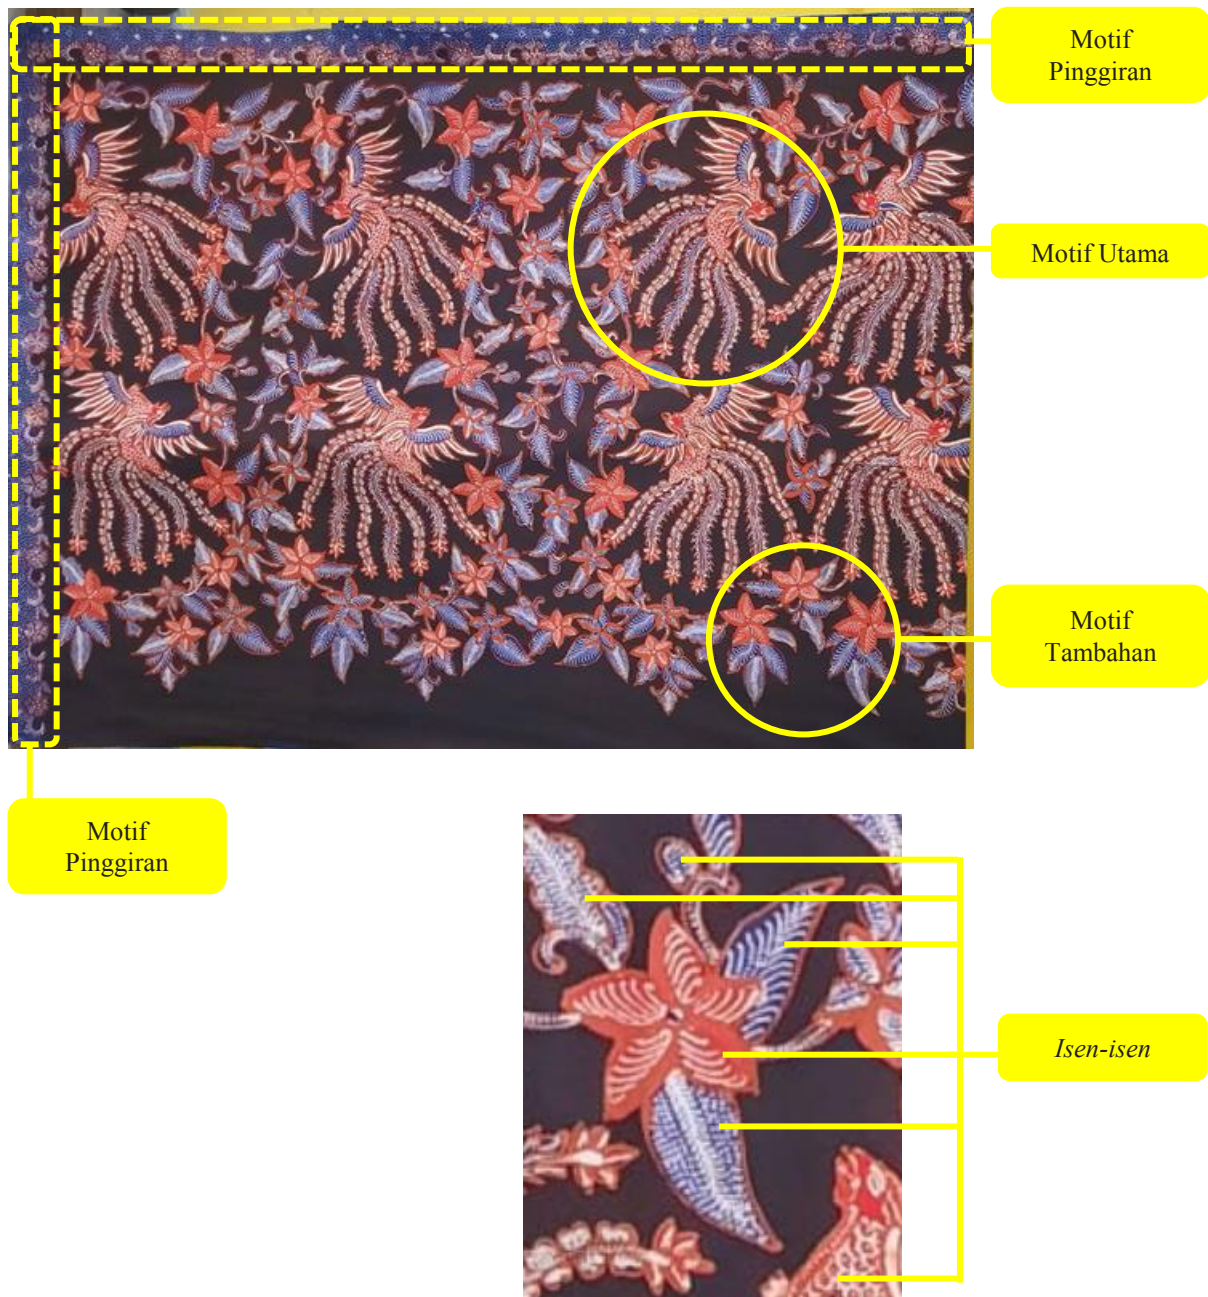 Motif
Pinggiran
Motif Utama
Motif
Tambahan
Motif
Pinggiran
Isen-isen